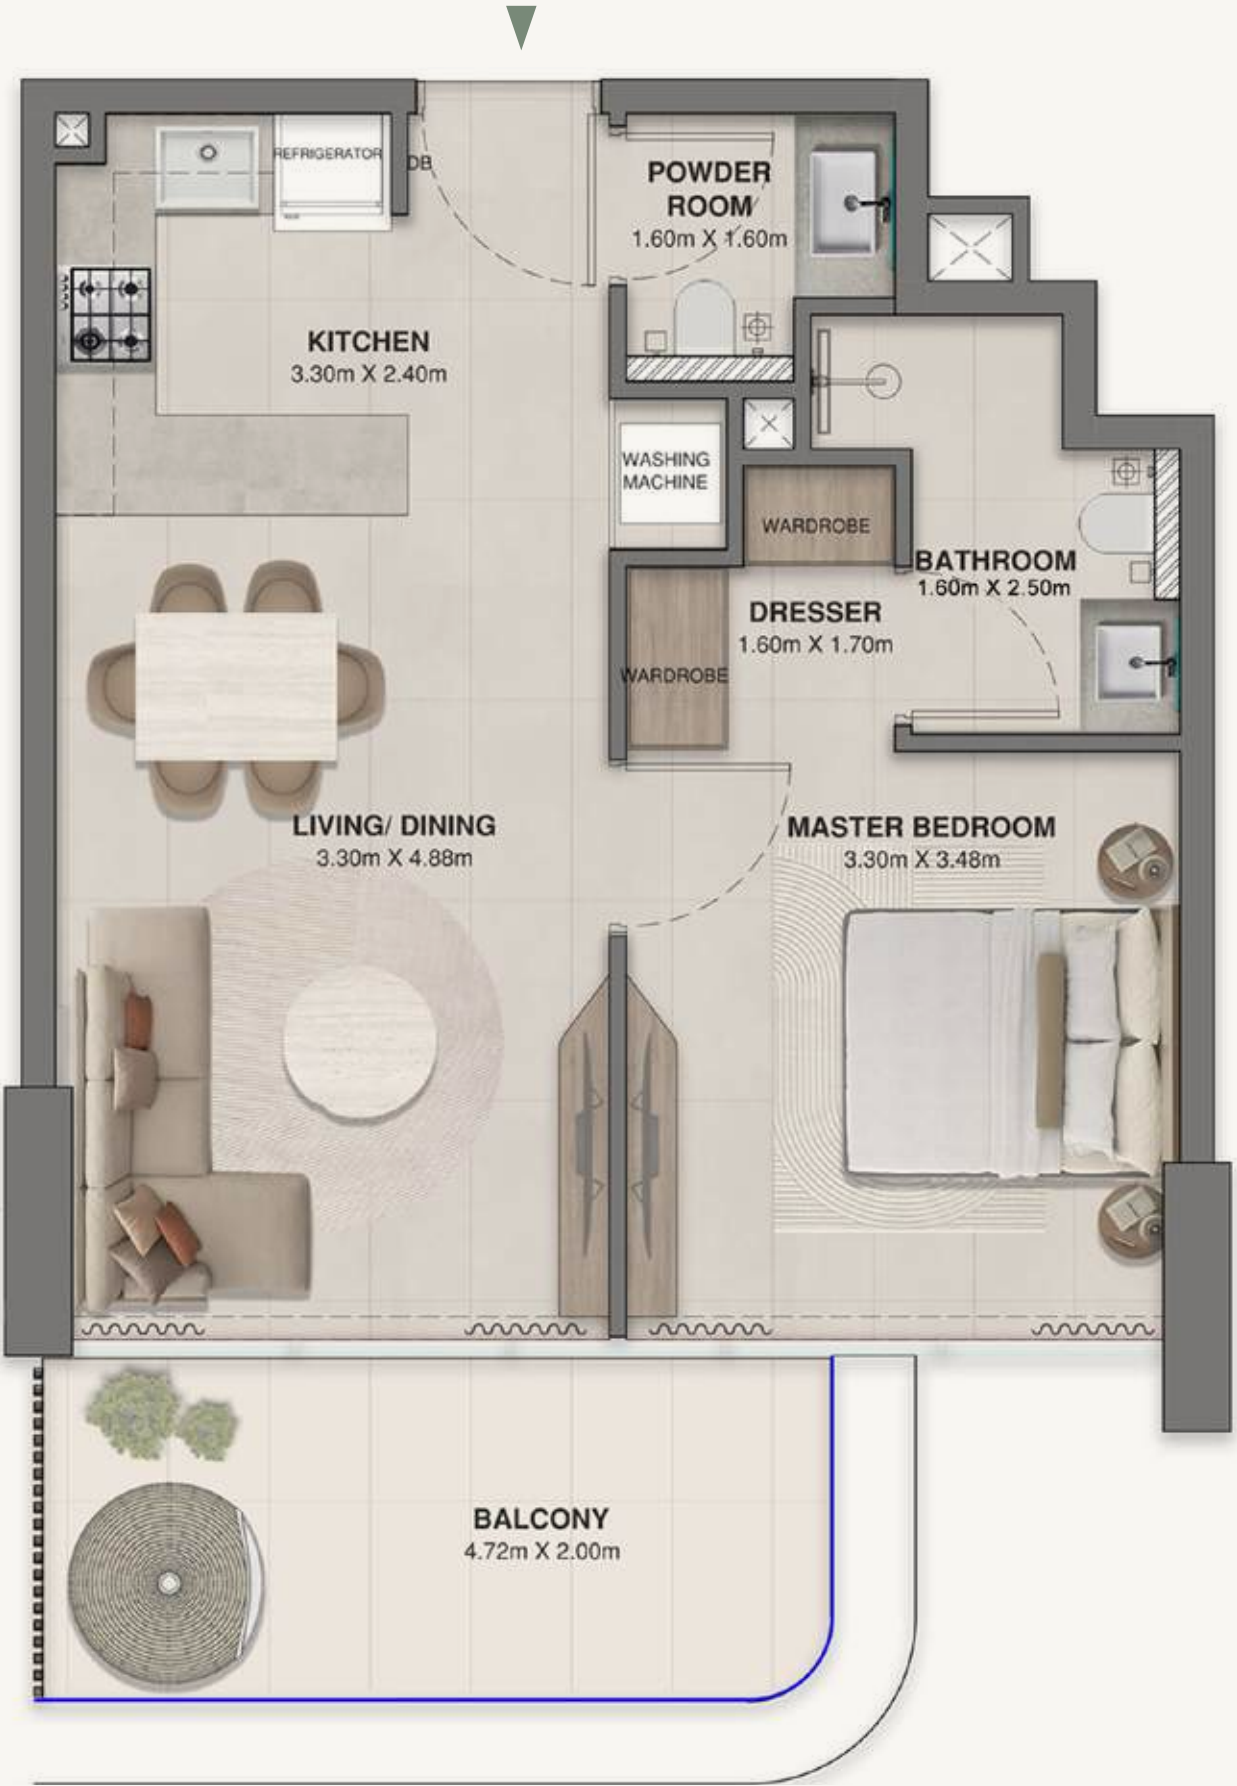 REFRIGERATOR
DB
POWDER
ROOM
1.60m X 1.60m
KITCHEN
3.30m X 2.40m
WASHING
MACHINE
WARDROBE
BATHROOM
1.60m X 2.50m
DRESSER
1.60m X 1.70m
WARDROBE
LIVING/ DINING
3.30m X 4.88m
MASTER BEDROOM
3.30m X 3.48m
BALCONY
4.72m X 2.00m